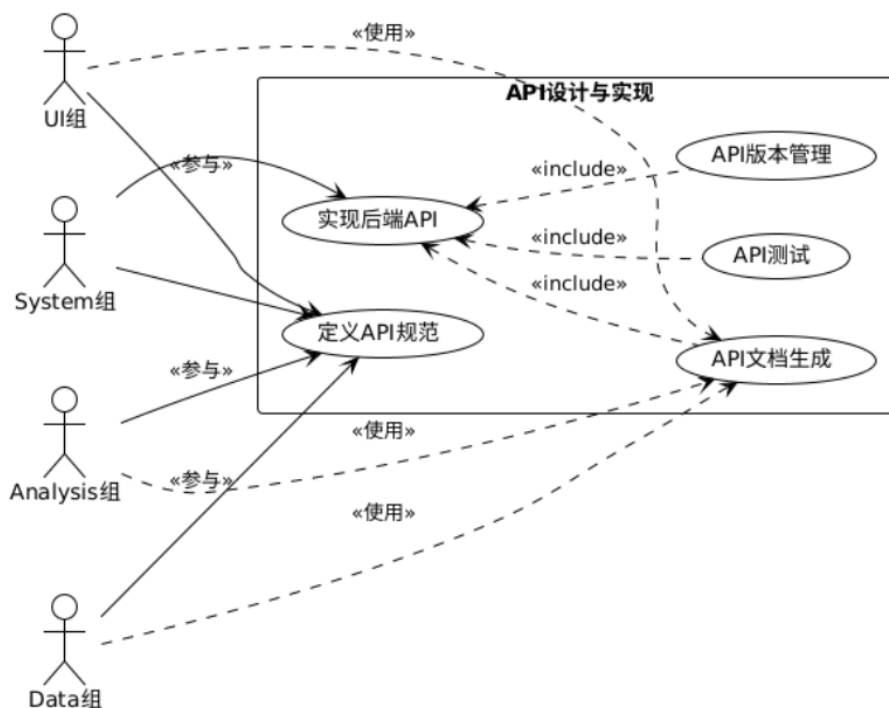 «使用»
UI组
API设计与实现
«参与»
«include»
API版本管理
实现后端API
«include»
API测试
System组
«include»
定义API规范
API文档生成
«参与»
«使用»
Analysis组
«参与»
«使用»
Data组